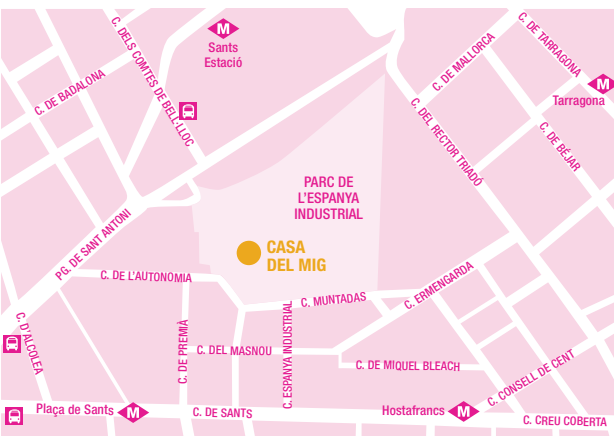 M
Sants
Estació
C. DELS COMTES DE BELL-LLOC
C. DE BADALONA
C. DE MALLORCA
C. DE TARRAGONA
M
Tarragona
C. DEL RECTOR TRIADÓ
C. DE BÉJAR
PARC DE
L'ESPANYA
INDUSTRIAL
PG. DE SANT ANTONI
CASA
DEL MIG
C. DE L'AUTONOMIA
C. MUNTADAS
C. ERMENGARDA
C. D'ALCOLEA
C. DE PREMIÀ
C. DEL MASNOU
C. ESPANYA INDUSTRIAL
C. DE MIQUEL BLEACH
C. CONSELL DE CENT
Plaça de Sants
M
C. DE SANTS
Hostafrancs
M
C. CREU COBERTA